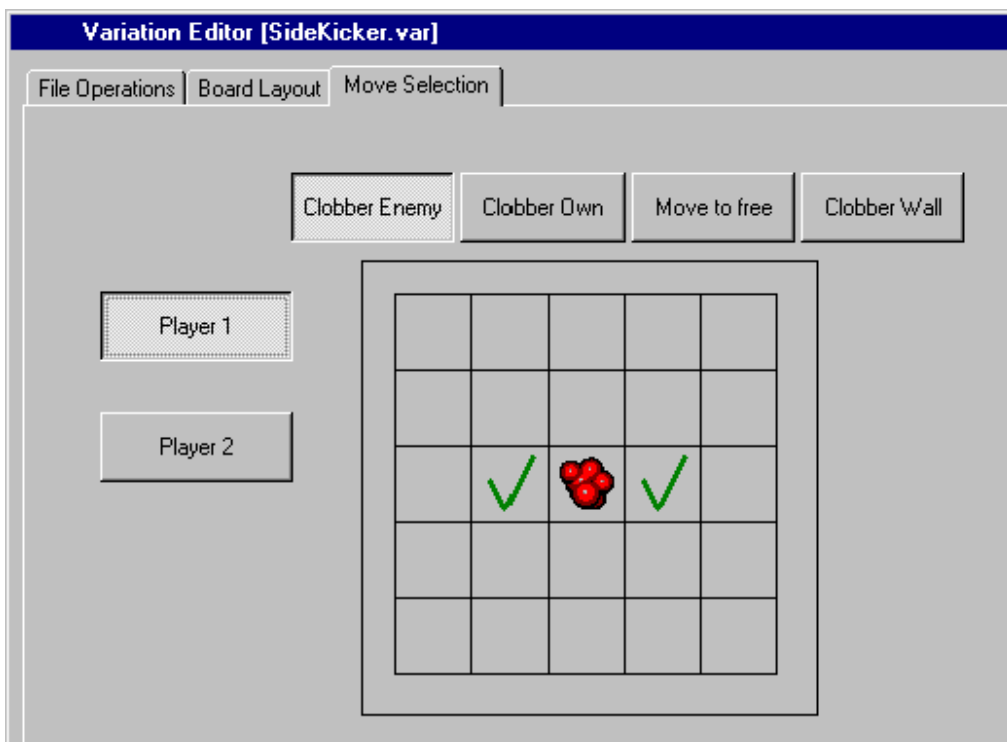 Variation Editor [SideKicker.var]
File Operations Board Layout Move Selection
Clobber Enemy Clobber Own Move to free Clobber Wall
Player 1
Player 2